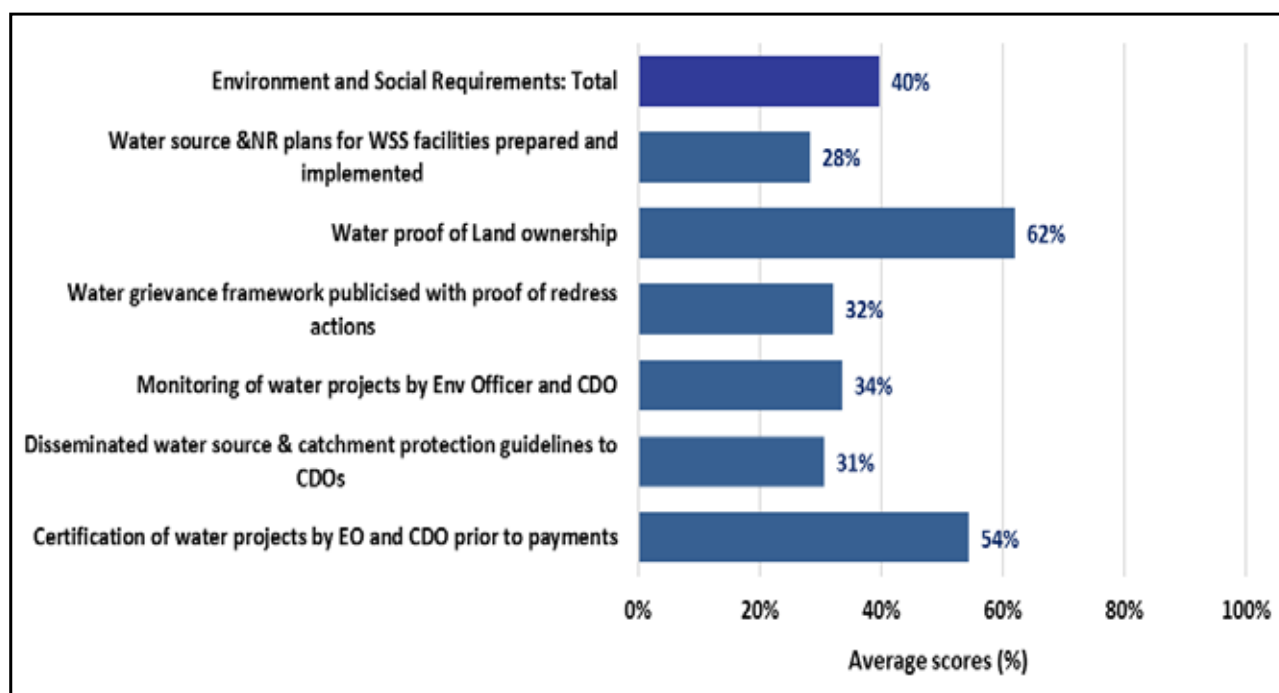 Environment and Social Requirements: Total
40%
Water source &NR plans for WSS facilities prepared and
implemented
28%
Water proof of Land ownership
62%
Water grievance framework publicised with proof of redress
actions
32%
Monitoring of water projects by Env Officer and CDO
34%
Disseminated water source & catchment protection guidelines to
CDOs
31%
Certification of water projects by EO and CDO prior to payments
54%
0% 20% 40% 60% 80% 100%
Average scores (%)